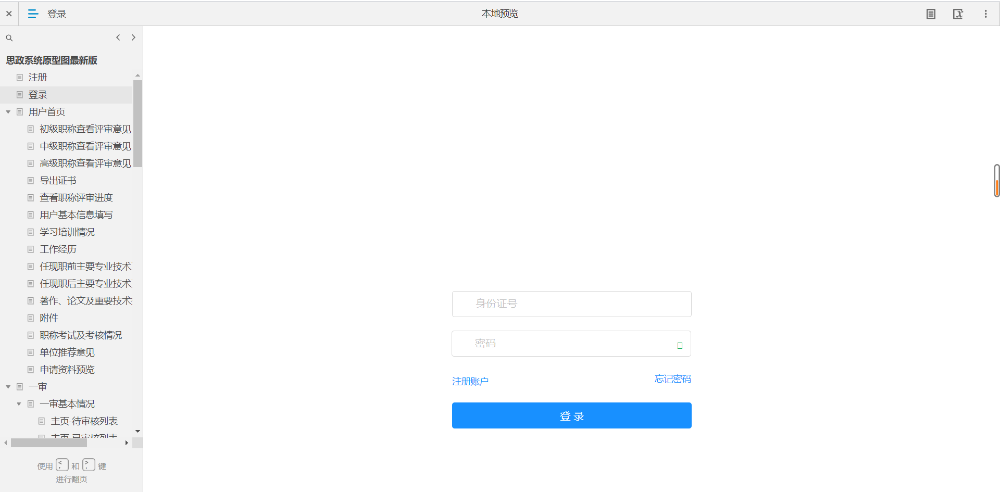 登录
本地预览
思政系统原型图最新版
注册
登录
用户首页
初级职称查看评审意见
中级职称查看评审意见
高级职称查看评审意见
导出证书
查看职称评审进度
用户基本信息填写
学习培训情况
工作经历
任现职前主要专业技术
任现职后主要专业技术
著作、论文及重要技术
附件
职称考试及考核情况
单位推荐意见
申请资料预览
一审
一审基本情况
主页-待审核列表
主页-已审核列表
使用 < , 和 > . 键
进行翻页
身份证号
密码
注册账户
忘记密码
登 录